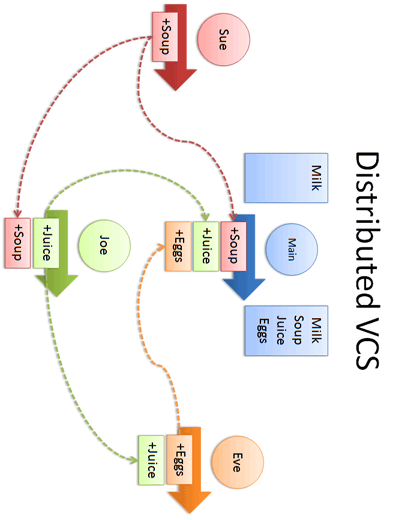 Distributed VCS
Milk
Main
Milk
Soup
Juice
Eggs
+Soup
+Juice
+Eggs
Sue
+Soup
Eve
+Eggs
+Juice
Joe
+Juice
+Soup